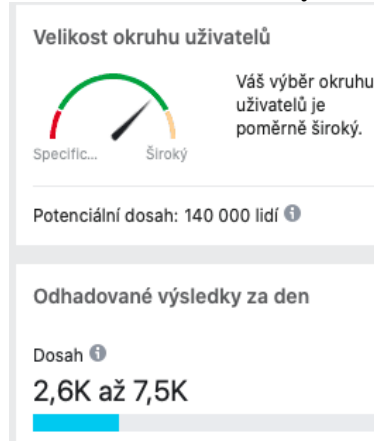 Velikost okruhu uživatelů
Váš výběr okruhu
uživatelů je
poměrně široký.
Specific... Široký
Potenciální dosah: 140 000 lidí
Odhadované výsledky za den
Dosah
2,6K až 7,5K